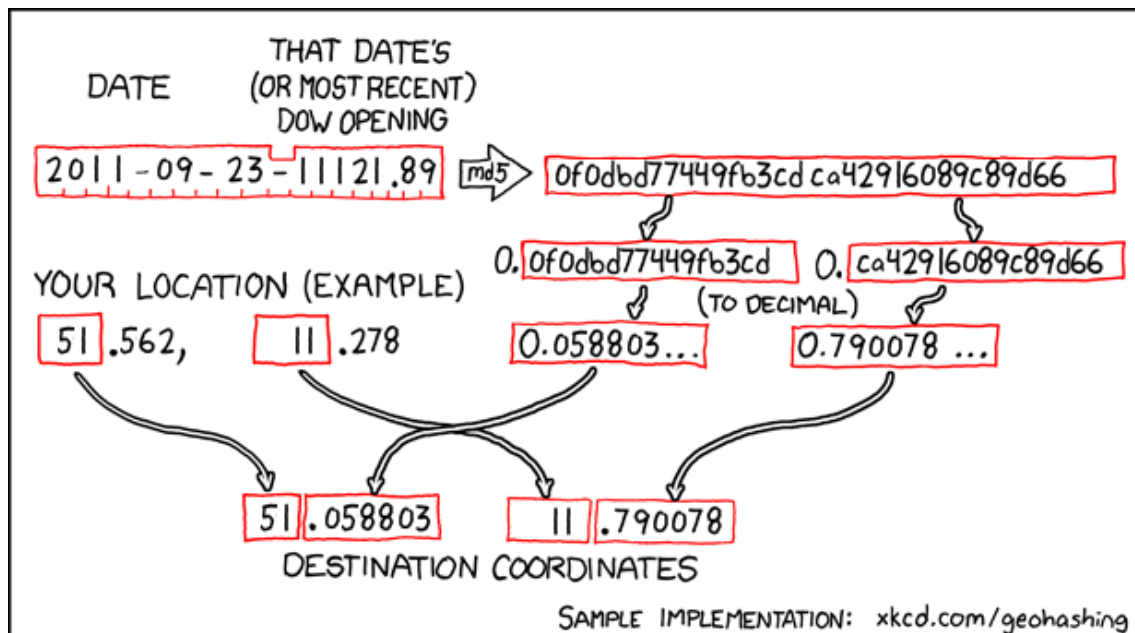 DATE
THAT DATE'S
(OR MOST RECENT)
DOW OPENING
2011-09-23-11121.89
md5
0f0dbd77449fb3cd ca42916089c89d66
0. 0f0dbd77449fb3cd
0. ca42916089c89d66
(TO DECIMAL)
YOUR LOCATION (EXAMPLE)
51 .562, 11 .278
0.058803...
0.790078 ...
51 .058803 11 .790078
DESTINATION COORDINATES
SAMPLE IMPLEMENTATION: xkcd.com/geohashing